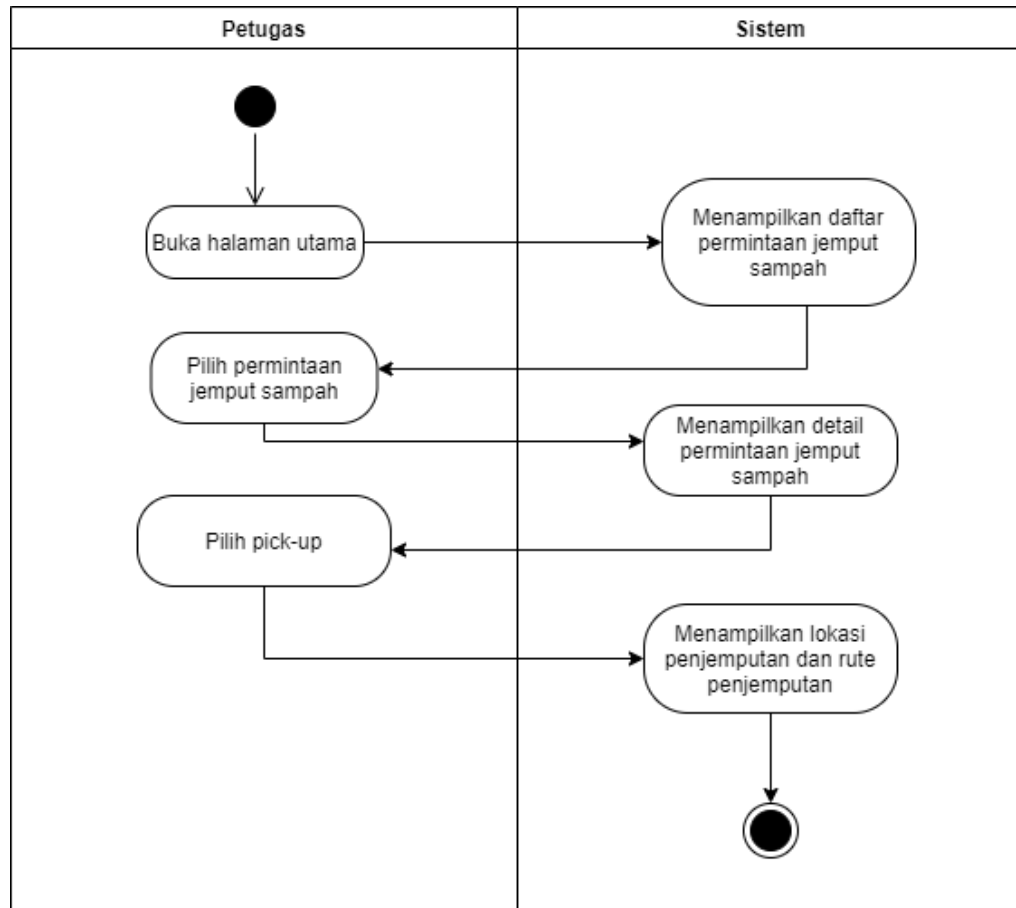 Petugas
Sistem
Buka halaman utama
Menampilkan daftar
permintaan jemput
sampah
Pilih permintaan
jemput sampah
Menampilkan detail
permintaan jemput
sampah
Pilih pick-up
Menampilkan lokasi
penjemputan dan rute
penjemputan